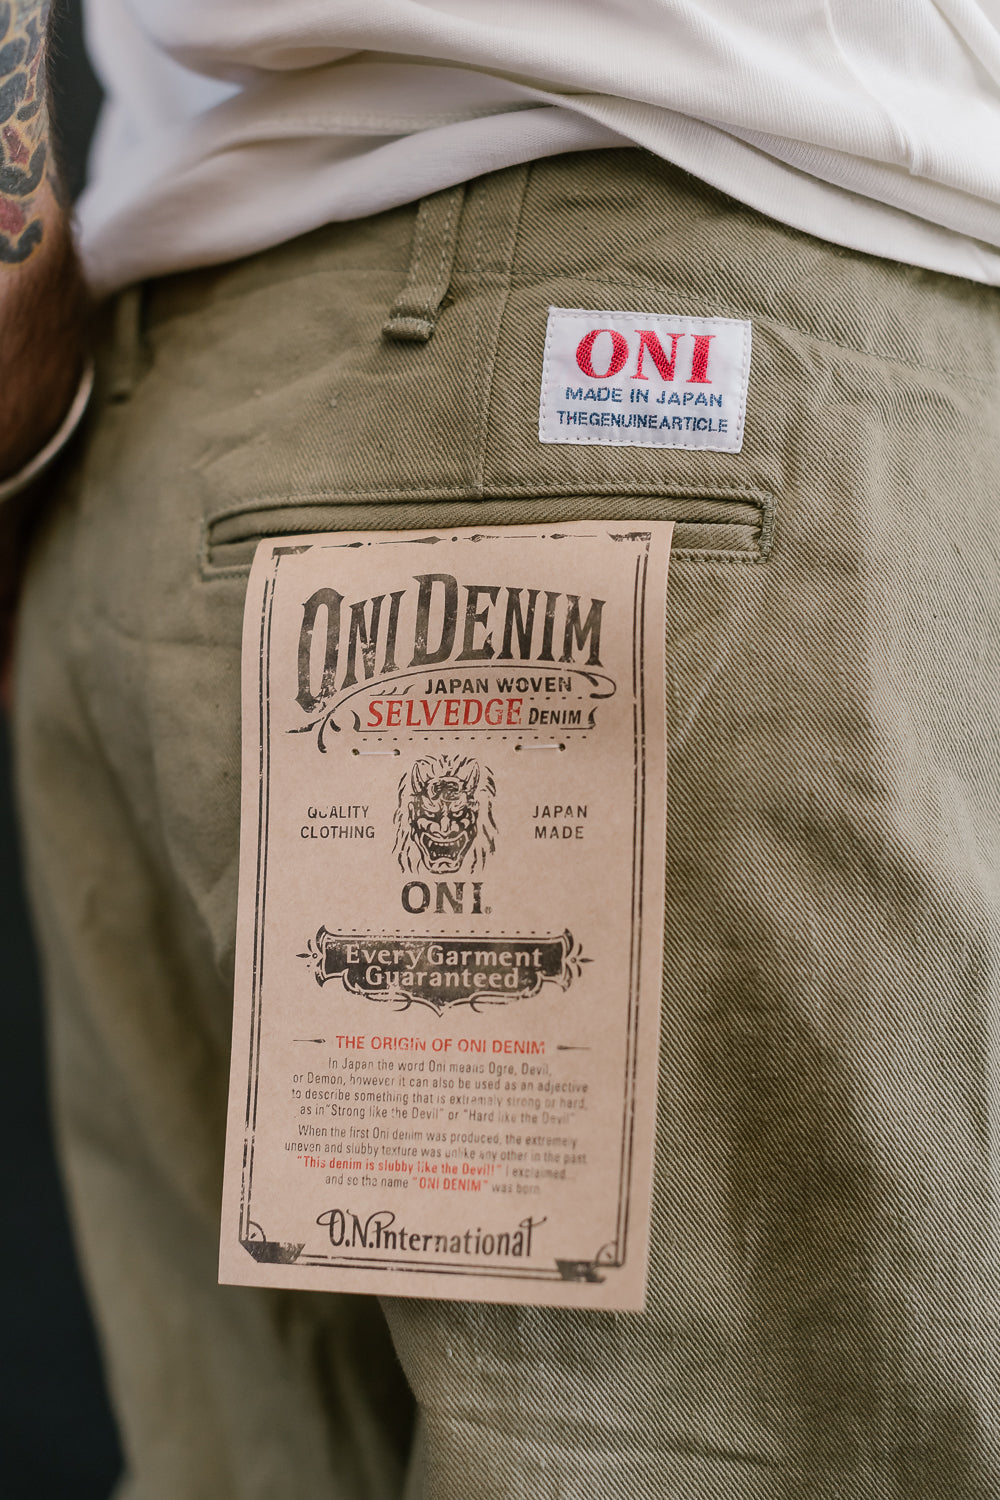 ONI
MADE IN JAPAN
THEGENUINEARTICLE
ONI DENIM
JAPAN WOVEN
SELVEDGE DENIM
QUALITY
CLOTHING
JAPAN
MADE
ONI®
Every Garment
Guaranteed
THE ORIGIN OF ONI DENIM
In Japan the word Oni means Ogre, Devil,
or Demon, however it can also be used as an adjective
to describe something that is extremaly strong or hard,
as in "Strong like the Devil" or "Hard like the Devil"
When the first Oni denim was produced, the extremely
uneven and slubby texture was unlike any other in the past
"This denim is slubby like the Devil!" I exclaimed...
and so the name "ONI DENIM" was born
O.N.International